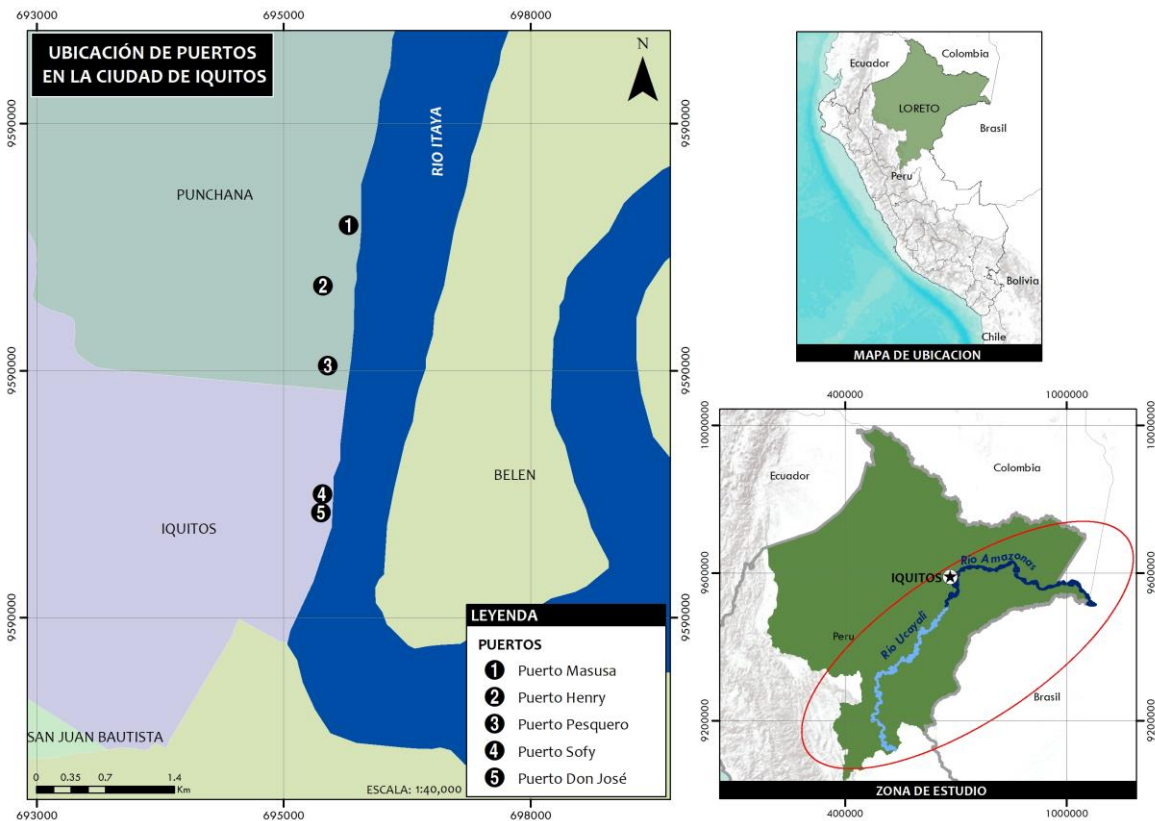 693000
695000
698000
UBICACIÓN DE PUERTOS
EN LA CIUDAD DE IQUITOS
N
9590000
9590000
RIO ITAYA
PUNCHANA
1
2
3
9590000
9590000
4
5
BELEN
IQUITOS
9590000
9590000
SAN JUAN BAUTISTA
0 0.35 0.7 1.4
Km
ESCALA: 1:40,000
LEYENDA
PUERTOS
1 Puerto Masusa
2 Puerto Henry
3 Puerto Pesquero
4 Puerto Sofy
5 Puerto Don José
693000
695000
698000
Ecuador
Colombia
LORETO
Brasil
Peru
Bolivia
Chile
MAPA DE UBICACION
400000
1000000
10000000
10000000
Ecuador
Colombia
9600000
9600000
IQUITOS
Río Amazonas
Río Ucayali
Peru
Brasil
9200000
9200000
ZONA DE ESTUDIO
400000
1000000